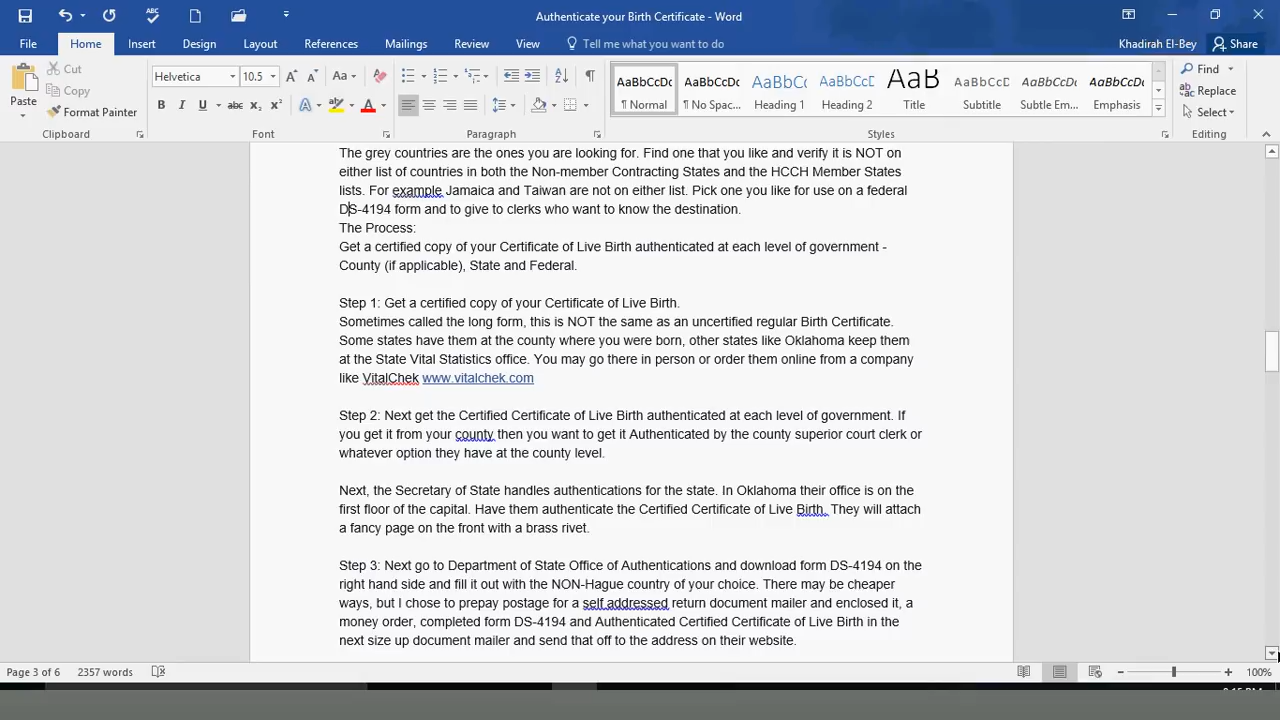 Authenticate your Birth Certificate - Word
File Home Insert Design Layout References Mailings Review View Tell me what you want to do Khadirah El-Bey Share
Paste Cut Copy Format Painter
Clipboard
Helvetica 10.5 Aa
B I U abc X₂ X² A A
Font
Paragraph
AaBbCcDc AaBbCcDc AaBbCc AaBbCcD AaB AaBbCcD AaBbCcDc AaBbCcDc
¶ Normal ¶ No Spac... Heading 1 Heading 2 Title Subtitle Subtle Em... Emphasis
Styles
Find Replace Select
Editing
The grey countries are the ones you are looking for. Find one that you like and verify it is NOT on
either list of countries in both the Non-member Contracting States and the HCCH Member States
lists. For example Jamaica and Taiwan are not on either list. Pick one you like for use on a federal
DS-4194 form and to give to clerks who want to know the destination.
The Process:
Get a certified copy of your Certificate of Live Birth authenticated at each level of government -
County (if applicable), State and Federal.
Step 1: Get a certified copy of your Certificate of Live Birth.
Sometimes called the long form, this is NOT the same as an uncertified regular Birth Certificate.
Some states have them at the county where you were born, other states like Oklahoma keep them
at the State Vital Statistics office. You may go there in person or order them online from a company
like VitalChek www.vitalchek.com
Step 2: Next get the Certified Certificate of Live Birth authenticated at each level of government. If
you get it from your county then you want to get it Authenticated by the county superior court clerk or
whatever option they have at the county level.
Next, the Secretary of State handles authentications for the state. In Oklahoma their office is on the
first floor of the capital. Have them authenticate the Certified Certificate of Live Birth. They will attach
a fancy page on the front with a brass rivet.
Step 3: Next go to Department of State Office of Authentications and download form DS-4194 on the
right hand side and fill it out with the NON-Hague country of your choice. There may be cheaper
ways, but I chose to prepay postage for a self addressed return document mailer and enclosed it, a
money order, completed form DS-4194 and Authenticated Certified Certificate of Live Birth in the
next size up document mailer and send that off to the address on their website.
Page 3 of 6 2357 words 100%